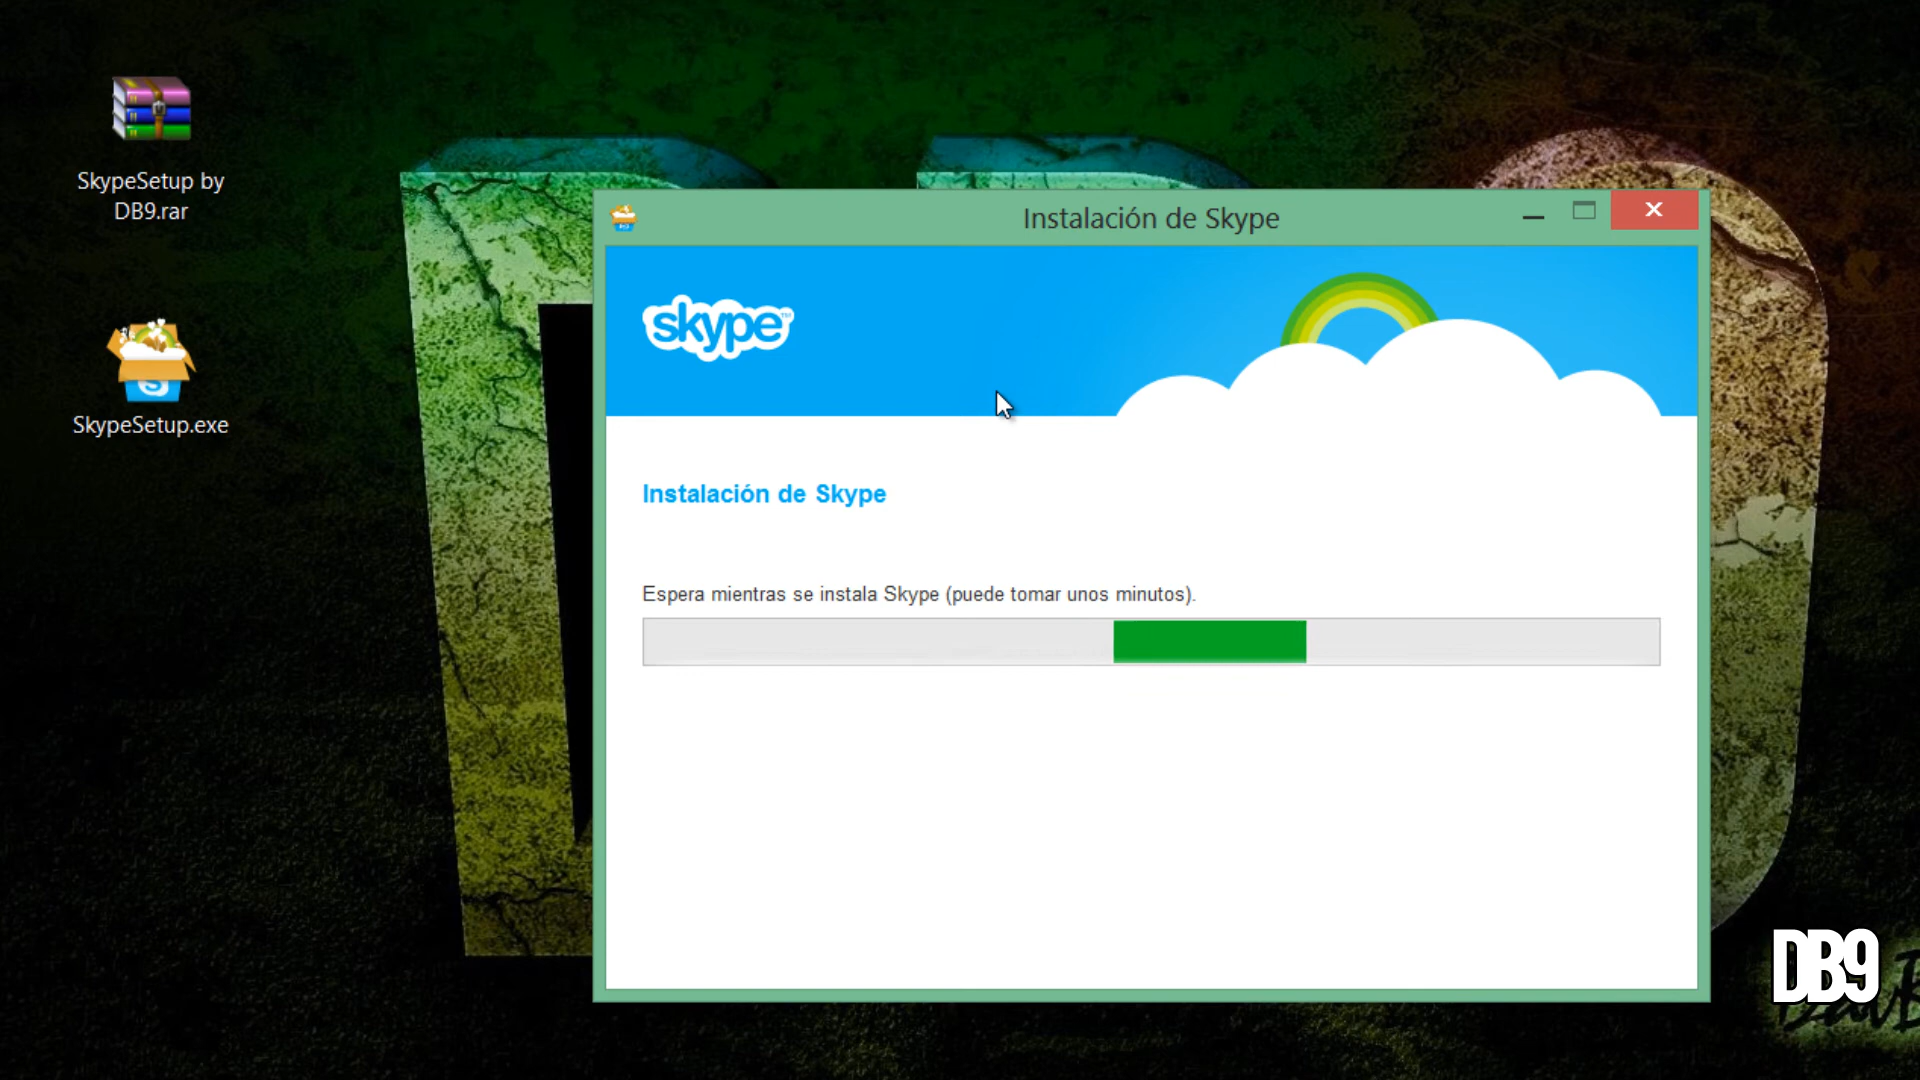 SkypeSetup by
DB9.rar
SkypeSetup.exe
Instalación de Skype
skype™
Instalación de Skype
Espera mientras se instala Skype (puede tomar unos minutos).
DB9